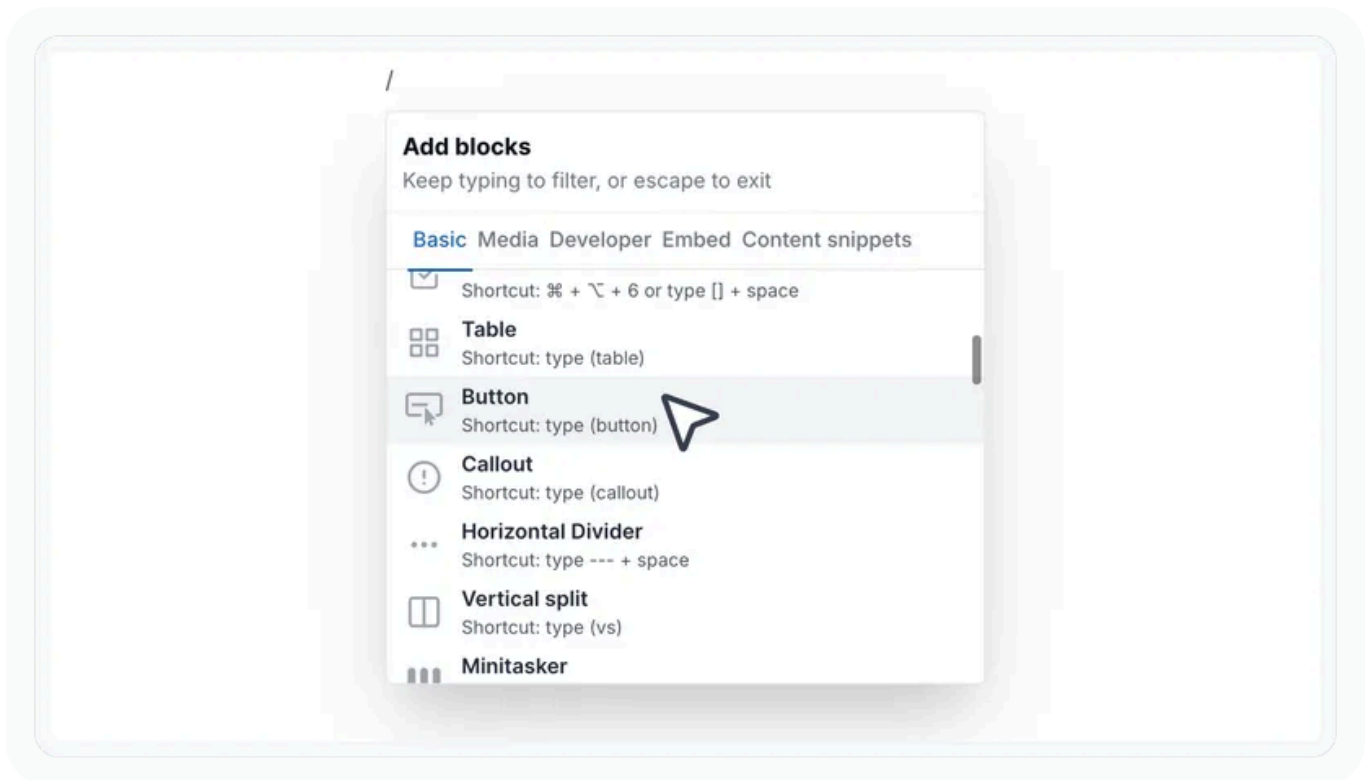 /
Add blocks
Keep typing to filter, or escape to exit
Basic Media Developer Embed Content snippets
Shortcut: ⌘ + ⌥ + 6 or type [] + space
Table
Shortcut: type (table)
Button
Shortcut: type (button)
Callout
Shortcut: type (callout)
Horizontal Divider
Shortcut: type --- + space
Vertical split
Shortcut: type (vs)
Minitasker